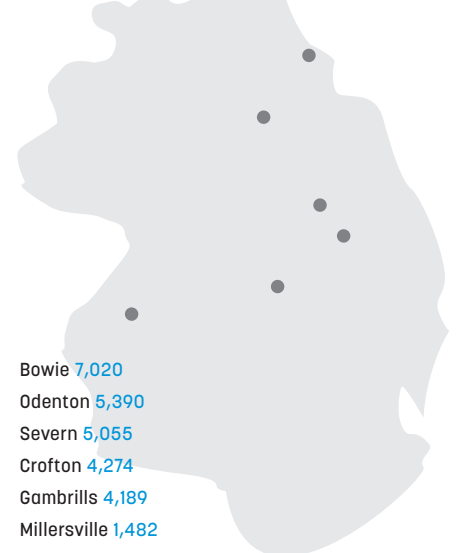 Bowie 7,020
Odenton 5,390
Severn 5,055
Crofton 4,274
Gambrills 4,189
Millersville 1,482